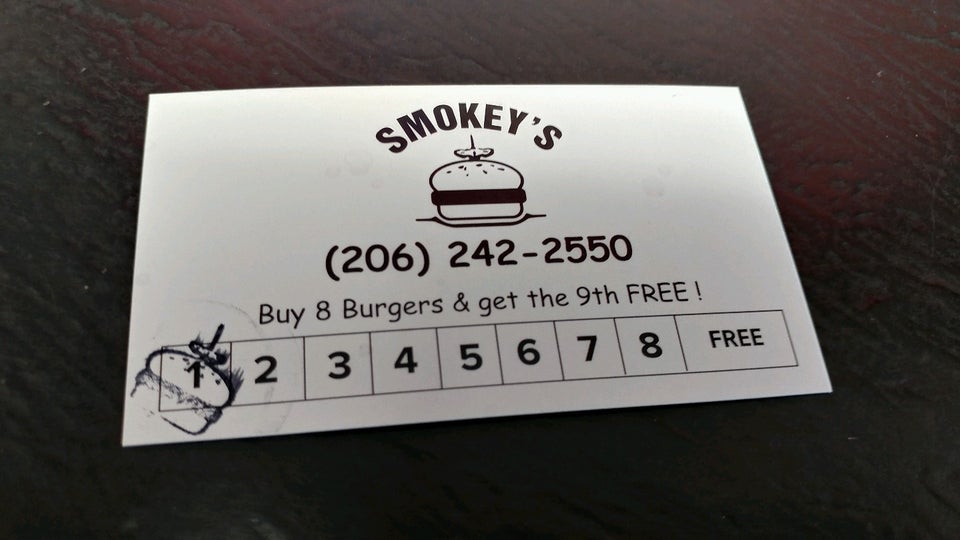 SMOKEY'S
(206) 242-2550
Buy 8 Burgers & get the 9th FREE!
1 2 3 4 5 6 7 8 FREE